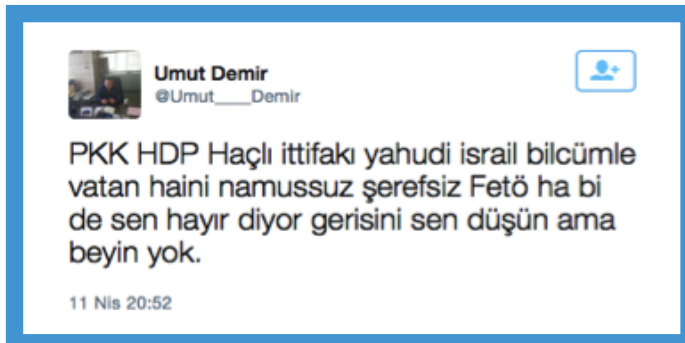 Umut Demir
@Umut____Demir
PKK HDP Haçlı ittifakı yahudi israil bilcümle
vatan haini namussuz şerefsiz Fetö ha bi
de sen hayır diyor gerisini sen düşün ama
beyin yok.
11 Nis 20:52